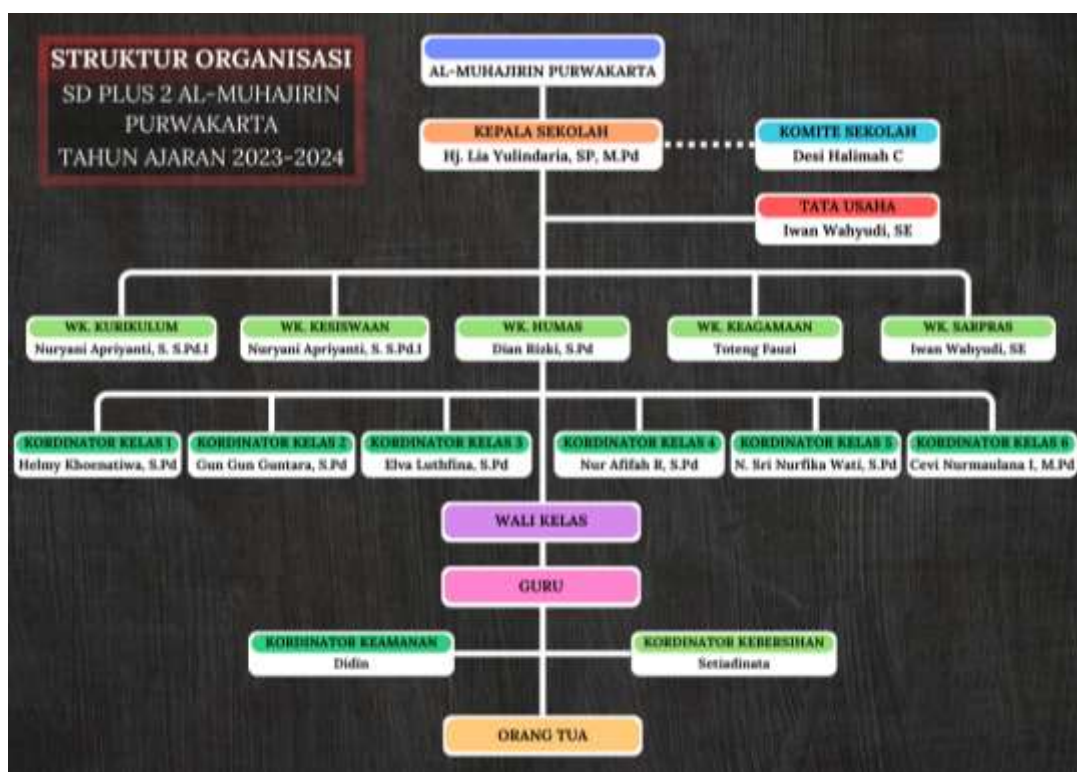 STRUKTUR ORGANISASI
SD PLUS 2 AL-MUHAJIRIN
PURWAKARTA
TAHUN AJARAN 2023-2024
AL-MUHAJIRIN PURWAKARTA
KEPALA SEKOLAH
Hj. Lia Yulindaria, SP, M.Pd
KOMITE SEKOLAH
Desi Halimah C
TATA USAHA
Iwan Wahyudi, SE
WK. KURIKULUM
Nuryani Apriyanti, S. S.Pd.I
WK. KESISWAAN
Nuryani Apriyanti, S. S.Pd.I
WK. HUMAS
Dian Rizki, S.Pd
WK. KEAGAMAAN
Toteng Fauzi
WK. SARPRAS
Iwan Wahyudi, SE
KORDINATOR KELAS 1
Helmy Khoenatiwa, S.Pd
KORDINATOR KELAS 2
Gun Gun Guntara, S.Pd
KORDINATOR KELAS 3
Elva Luthfina, S.Pd
KORDINATOR KELAS 4
Nur Afifah R, S.Pd
KORDINATOR KELAS 5
N. Sri Nurfika Wati, S.Pd
KORDINATOR KELAS 6
Cevi Nurmaulana I, M.Pd
WALI KELAS
GURU
KORDINATOR KEAMANAN
Didin
KORDINATOR KEBERSIHAN
Setiadinata
ORANG TUA